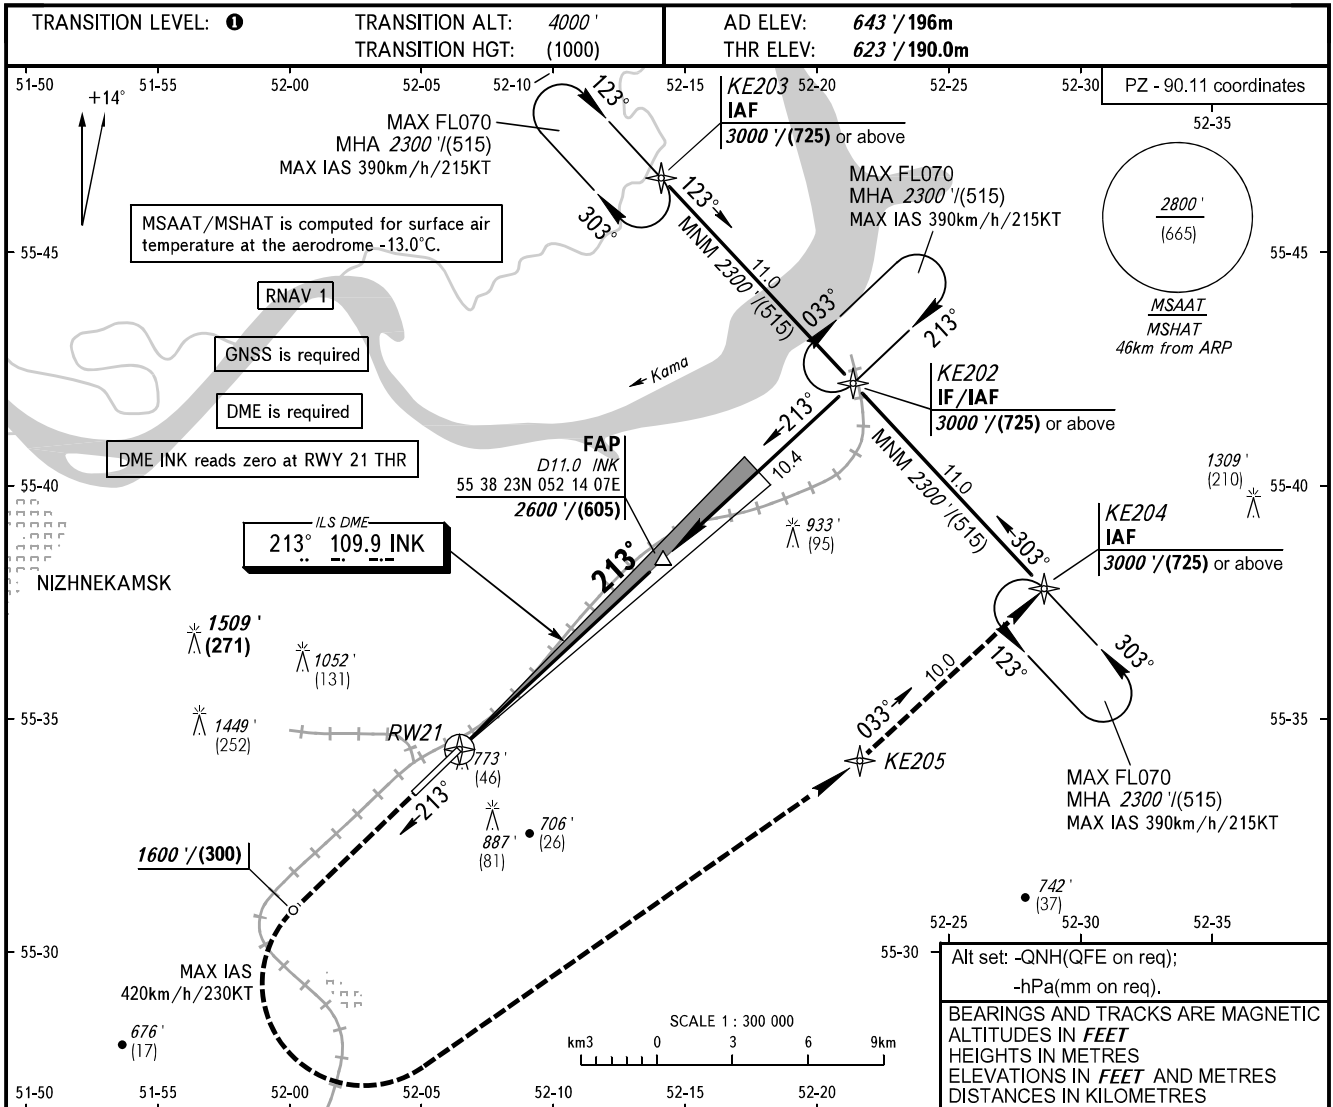 TRANSITION LEVEL: ❶
TRANSITION ALT: 4000 '
TRANSITION HGT: (1000)
AD ELEV: 643 '/196m
THR ELEV: 623 '/190.0m
51-50 51-55 52-00 52-05 52-10 52-15 52-20 52-25 52-30
PZ - 90.11 coordinates
52-35
+14°
123°
MAX FL070
MHA 2300 '/(515)
MAX IAS 390km/h/215KT
303°
KE203
IAF
3000 '/(725) or above
123°
MNM 2300 '/(515)
11.0
MAX FL070
MHA 2300 '/(515)
MAX IAS 390km/h/215KT
033°
213°
2800 '
(665)
MSAAT
MSHAT
46km from ARP
MSAAT/MSHAT is computed for surface air
temperature at the aerodrome -13.0°C.
55-45
55-45
RNAV 1
GNSS is required
DME is required
DME INK reads zero at RWY 21 THR
Kama
KE202
IF/IAF
3000 '/(725) or above
213°
10.4
FAP
D11.0 INK
55 38 23N 052 14 07E
2600 '/(605)
MNM 2300 '/(515)
11.0
1309 '
(210)
55-40
55-40
933 '
(95)
ILS DME
213° 109.9 INK
213°
303°
KE204
IAF
3000 '/(725) or above
NIZHNEKAMSK
1509 '
(271)
1052 '
(131)
1449 '
(252)
123°
303°
10.0
033°
55-35
55-35
RW21
773 '
(46)
KE205
213°
887 '
(81)
706 '
(26)
MAX FL070
MHA 2300 '/(515)
MAX IAS 390km/h/215KT
1600 '/(300)
742 '
(37)
52-25 52-30 52-35
55-30
55-30
MAX IAS
420km/h/230KT
676 '
(17)
SCALE 1 : 300 000
km3 0 3 6 9km
Alt set: -QNH(QFE on req);
-hPa(mm on req).
BEARINGS AND TRACKS ARE MAGNETIC
ALTITUDES IN FEET
HEIGHTS IN METRES
ELEVATIONS IN FEET AND METRES
DISTANCES IN KILOMETRES
51-50 51-55 52-00 52-05 52-10 52-15 52-20